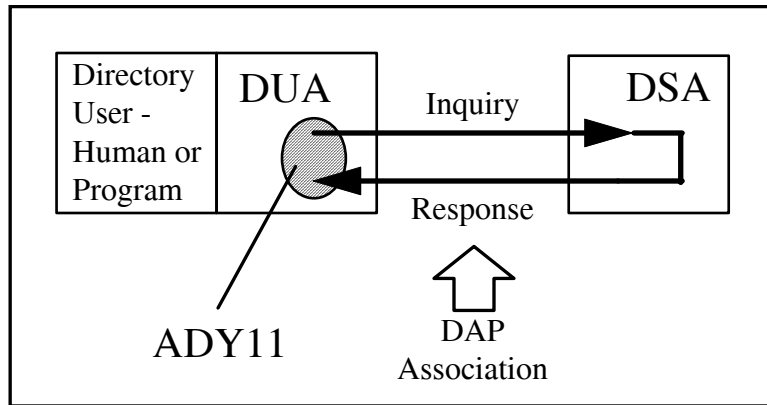 Directory
User -
Human or
Program
DUA
Inquiry
DSA
Response
ADY11
DAP
Association